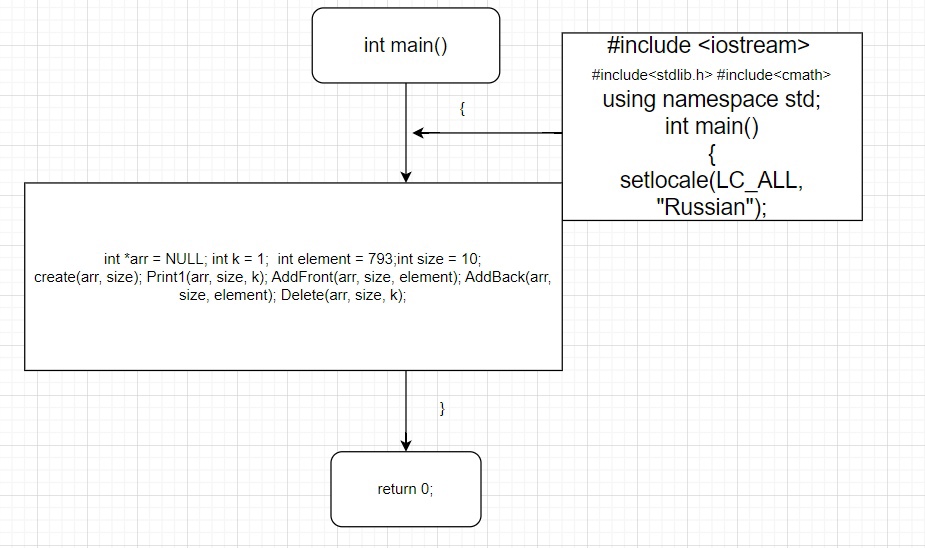 int main()
#include <iostream>
#include<stdlib.h> #include<cmath>
using namespace std;
int main()
{
setlocale(LC_ALL,
"Russian");
{
int *arr = NULL; int k = 1;  int element = 793;int size = 10;
create(arr, size); Print1(arr, size, k); AddFront(arr, size, element); AddBack(arr,
size, element); Delete(arr, size, k);
}
return 0;